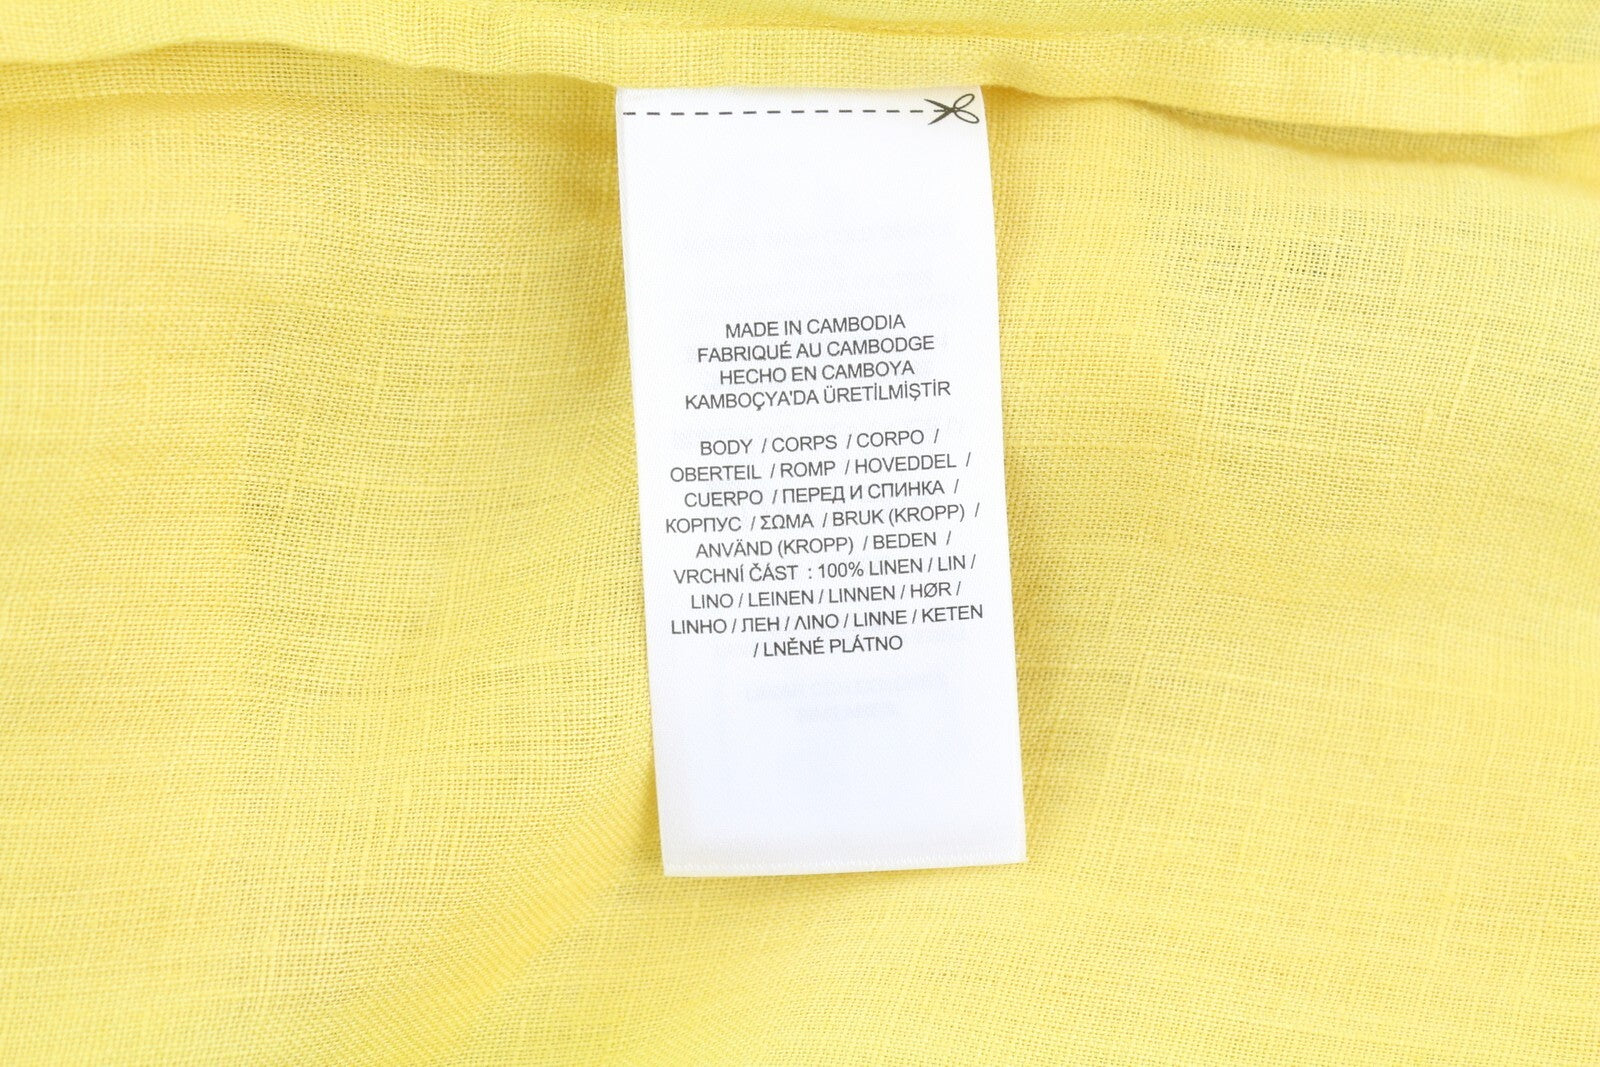 MADE IN CAMBODIA
FABRIQUÉ AU CAMBODGE
HECHO EN CAMBOYA
KAMBOÇYA'DA ÜRETİLMİŞTİR
BODY / CORPS / CORPO /
OBERTEIL / ROMP / HOVEDDEL /
CUERPO / ПЕРЕД И СПИНКА /
КОРПУС / ΣΩΜΑ / BRUK (KROPP) /
ANVÄND (KROPP) / BEDEN /
VRCHNÍ ČÁST : 100% LINEN / LIN /
LINO / LEINEN / LINNEN / HØR /
LINHO / ЛЕН / ΛΙΝΟ / LINNE / KETEN
/ LNĚNÉ PLÁTNO